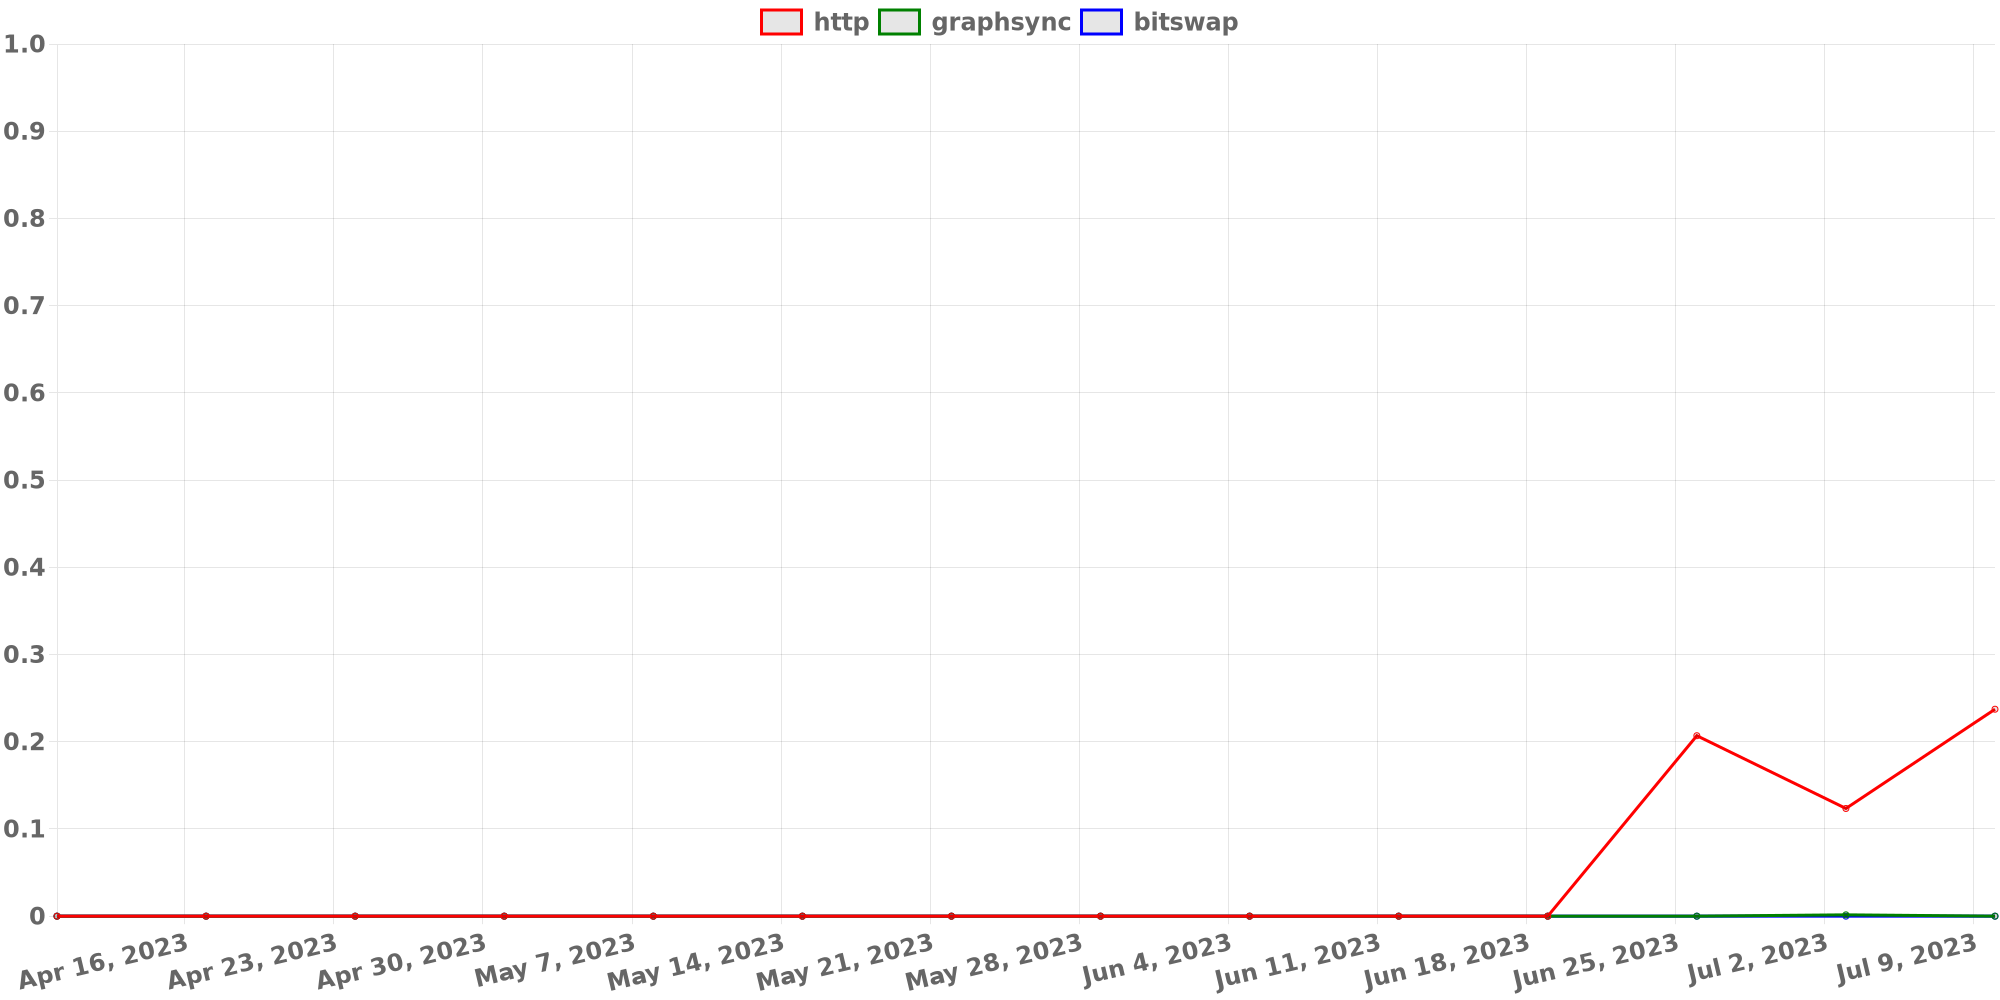 http graphsync bitswap
1.0
0.9
0.8
0.7
0.6
0.5
0.4
0.3
0.2
0.1
0
Apr 16, 2023
Apr 23, 2023
Apr 30, 2023
May 7, 2023
May 14, 2023
May 21, 2023
May 28, 2023
Jun 4, 2023
Jun 11, 2023
Jun 18, 2023
Jun 25, 2023
Jul 2, 2023
Jul 9, 2023